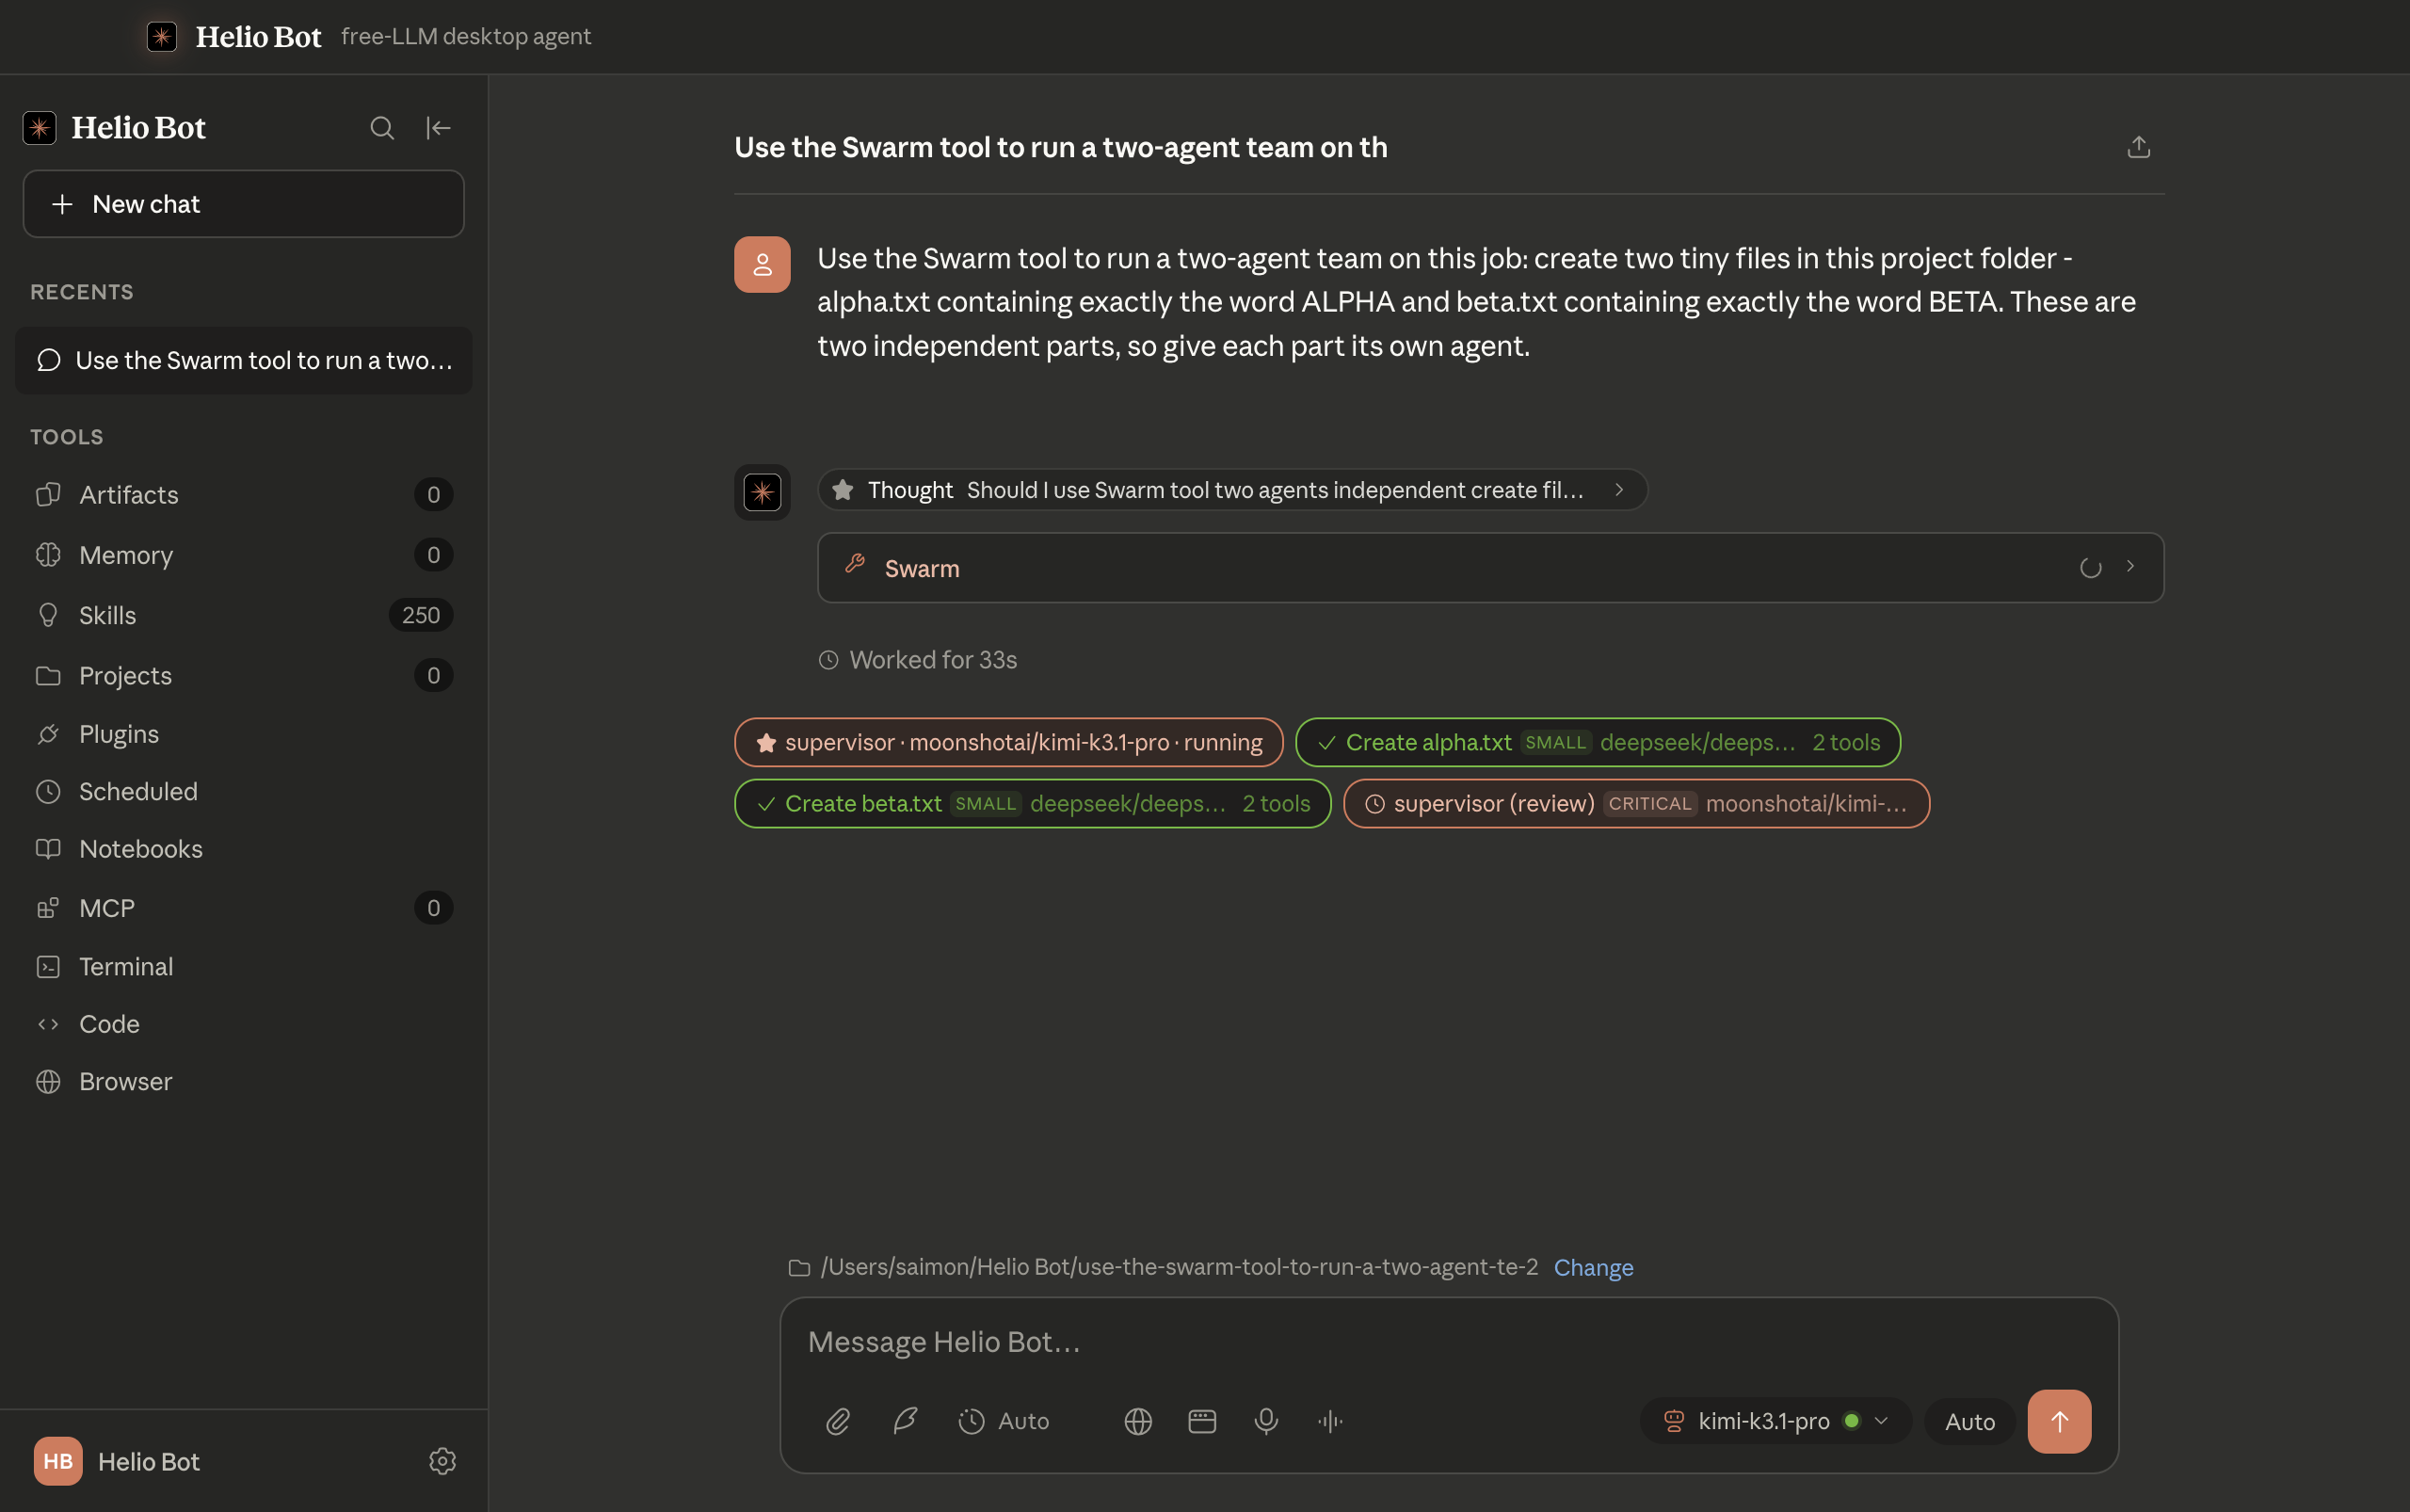 Helio Bot free-LLM desktop agent
Helio Bot
New chat
RECENTS
Use the Swarm tool to run a two...
TOOLS
Artifacts 0
Memory 0
Skills 250
Projects 0
Plugins
Scheduled
Notebooks
MCP 0
Terminal
Code
Browser
HB Helio Bot
Use the Swarm tool to run a two-agent team on th
Use the Swarm tool to run a two-agent team on this job: create two tiny files in this project folder -
alpha.txt containing exactly the word ALPHA and beta.txt containing exactly the word BETA. These are
two independent parts, so give each part its own agent.
Thought Should I use Swarm tool two agents independent create fil...
Swarm
Worked for 33s
supervisor · moonshotai/kimi-k3.1-pro · running Create alpha.txt SMALL deepseek/deeps... 2 tools
Create beta.txt SMALL deepseek/deeps... 2 tools supervisor (review) CRITICAL moonshotai/kimi-...
/Users/saimon/Helio Bot/use-the-swarm-tool-to-run-a-two-agent-te-2 Change
Message Helio Bot...
Auto kimi-k3.1-pro Auto